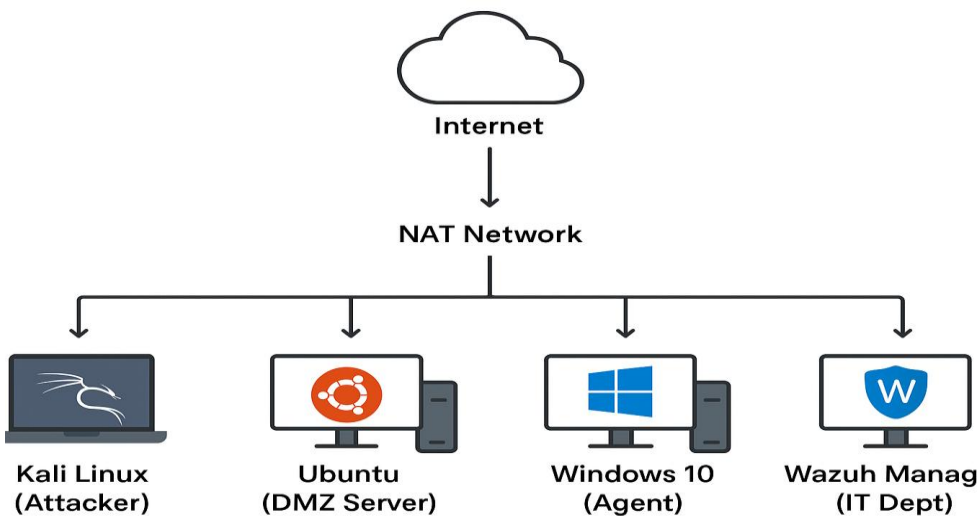 Internet
NAT Network
Kali Linux
(Attacker)
Ubuntu
(DMZ Server)
Windows 10
(Agent)
W
Wazuh Manag
(IT Dept)